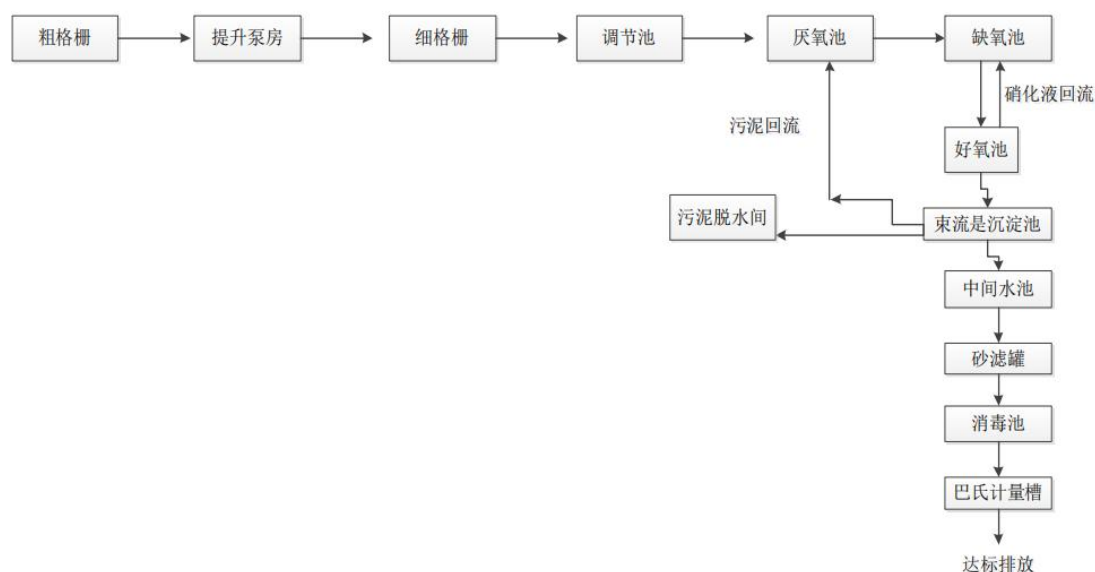 粗格栅
提升泵房
细格栅
调节池
厌氧池
缺氧池
硝化液回流
污泥回流
好氧池
污泥脱水间
束流是沉淀池
中间水池
砂滤罐
消毒池
巴氏计量槽
达标排放